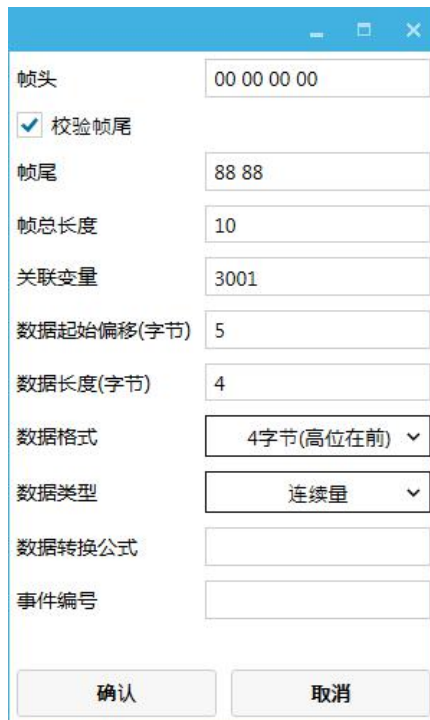 帧头 00 00 00 00
校验帧尾
帧尾 88 88
帧总长度 10
关联变量 3001
数据起始偏移(字节) 5
数据长度(字节) 4
数据格式 4字节(高位在前)
数据类型 连续量
数据转换公式
事件编号
确认 取消